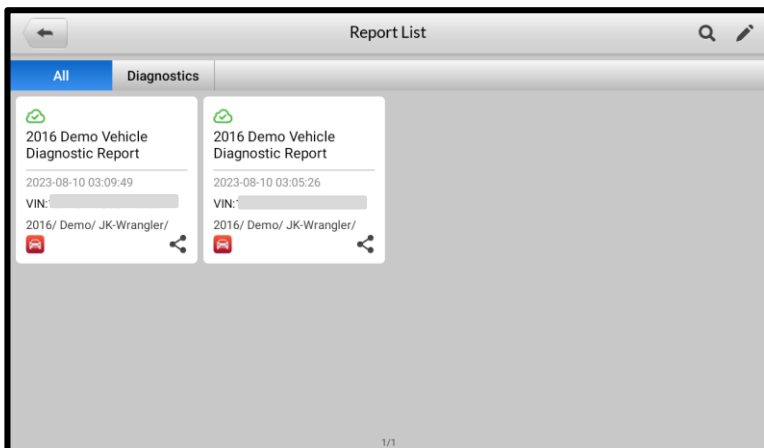 Report List
All
Diagnostics
2016 Demo Vehicle
Diagnostic Report
2023-08-10 03:09:49
VIN:
2016/ Demo/ JK-Wrangler/
2016 Demo Vehicle
Diagnostic Report
2023-08-10 03:05:26
VIN:
2016/ Demo/ JK-Wrangler/
1/1